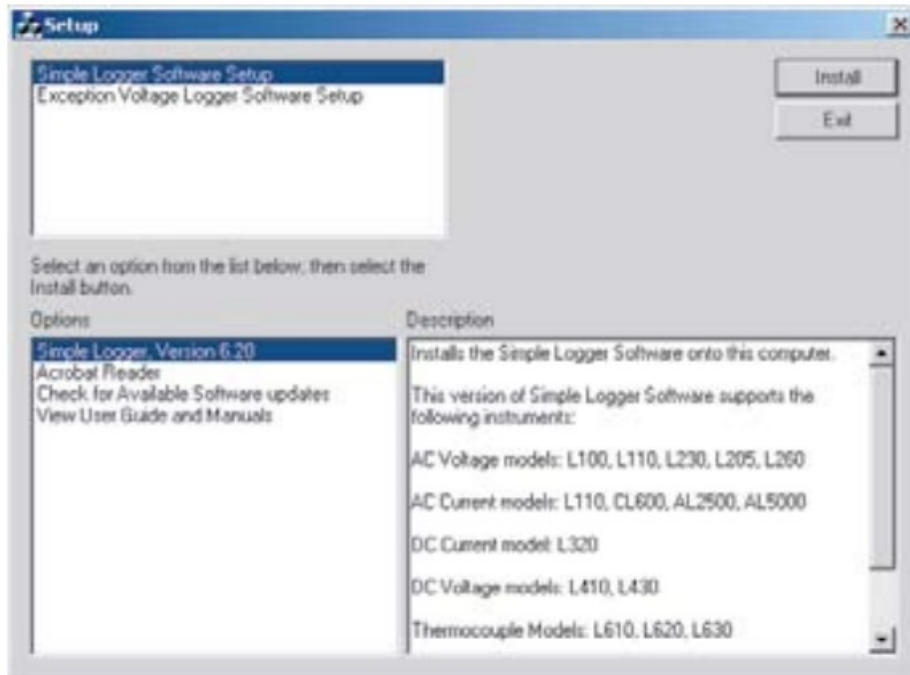 Setup
Simple Logger Software Setup
Exception Voltage Logger Software Setup
Install
Exit
Select an option from the list below, then select the
Install button.
Options
Simple Logger, Version 6.20
Acrobat Reader
Check for Available Software updates
View User Guide and Manuals
Description
Installs the Simple Logger Software onto this computer.
This version of Simple Logger Software supports the
following instruments:
AC Voltage models: L100, L110, L230, L205, L260
AC Current models: L110, CL600, AL2500, AL5000
DC Current model: L320
DC Voltage models: L410, L430
Thermocouple Models: L610, L620, L630